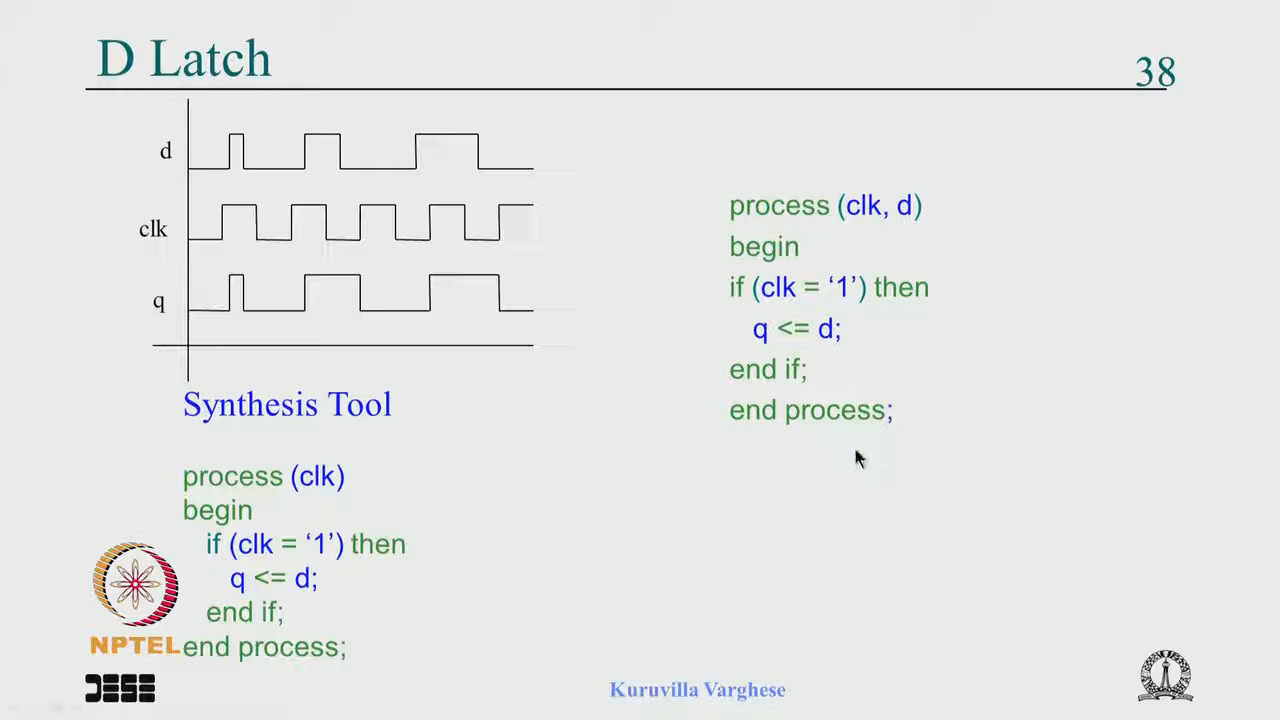 D Latch
38
d
clk
q
Synthesis Tool
process (clk)
begin
if (clk = ‘1’) then
q <= d;
end if;
end process;
process (clk, d)
begin
if (clk = ‘1’) then
q <= d;
end if;
end process;
NPTEL
DESE
Kuruvilla Varghese